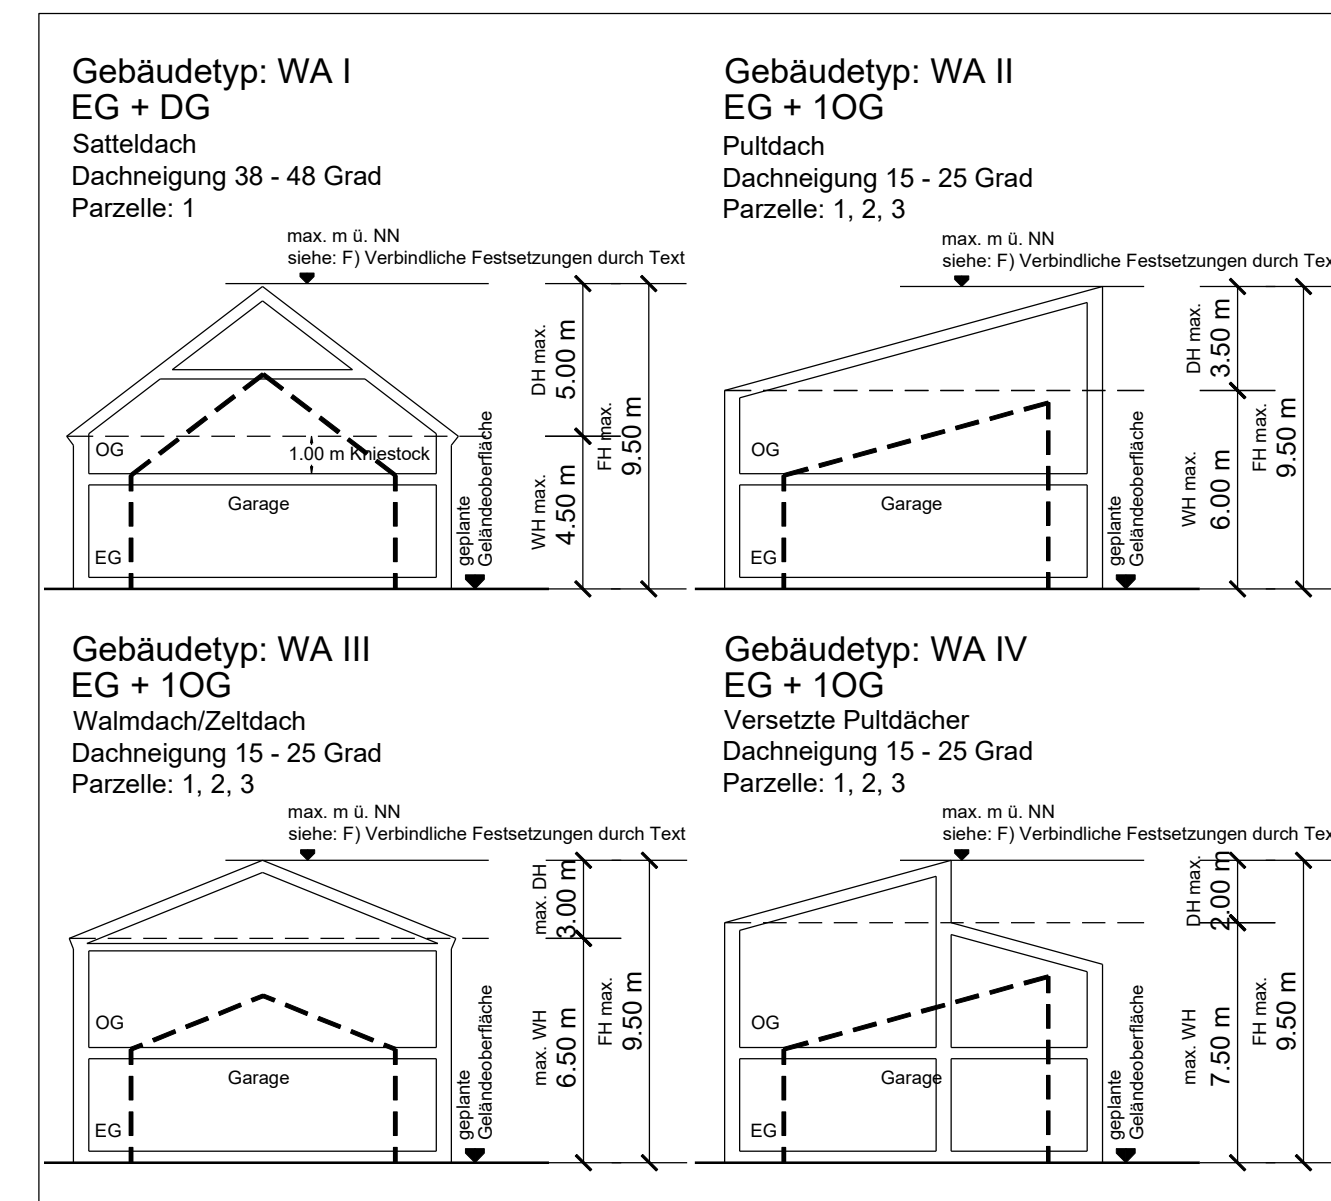 Gebäudetyp: WA I
EG + DG
Satteldach
Dachneigung 38 - 48 Grad
Parzelle: 1
max. m ü. NN
siehe: F) Verbindliche Festsetzungen durch Text
DH max.
5.00 m
WH max.
4.50 m
FH max.
9.50 m
OG
1.00 m Kniestock
Garage
EG
geplante
Geländeoberfläche
Gebäudetyp: WA II
EG + 1OG
Pultdach
Dachneigung 15 - 25 Grad
Parzelle: 1, 2, 3
max. m ü. NN
siehe: F) Verbindliche Festsetzungen durch Tex
DH max.
3.50 m
WH max.
6.00 m
FH max.
9.50 m
OG
Garage
EG
geplante
Geländeoberfläche
Gebäudetyp: WA III
EG + 1OG
Walmdach/Zeltdach
Dachneigung 15 - 25 Grad
Parzelle: 1, 2, 3
max. m ü. NN
siehe: F) Verbindliche Festsetzungen durch Text
max. DH
3.00 m
max. WH
6.50 m
FH max.
9.50 m
OG
Garage
EG
geplante
Geländeoberfläche
Gebäudetyp: WA IV
EG + 1OG
Versetzte Pultdächer
Dachneigung 15 - 25 Grad
Parzelle: 1, 2, 3
max. m ü. NN
siehe: F) Verbindliche Festsetzungen durch Tex
DH max.
2.00 m
max. WH
7.50 m
FH max.
9.50 m
OG
Garage
EG
geplante
Geländeoberfläche